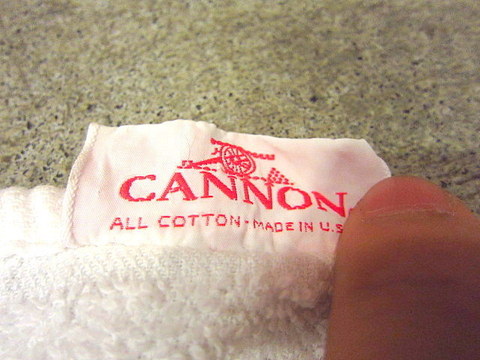 CANNON
ALL COTTON - MADE IN U.S